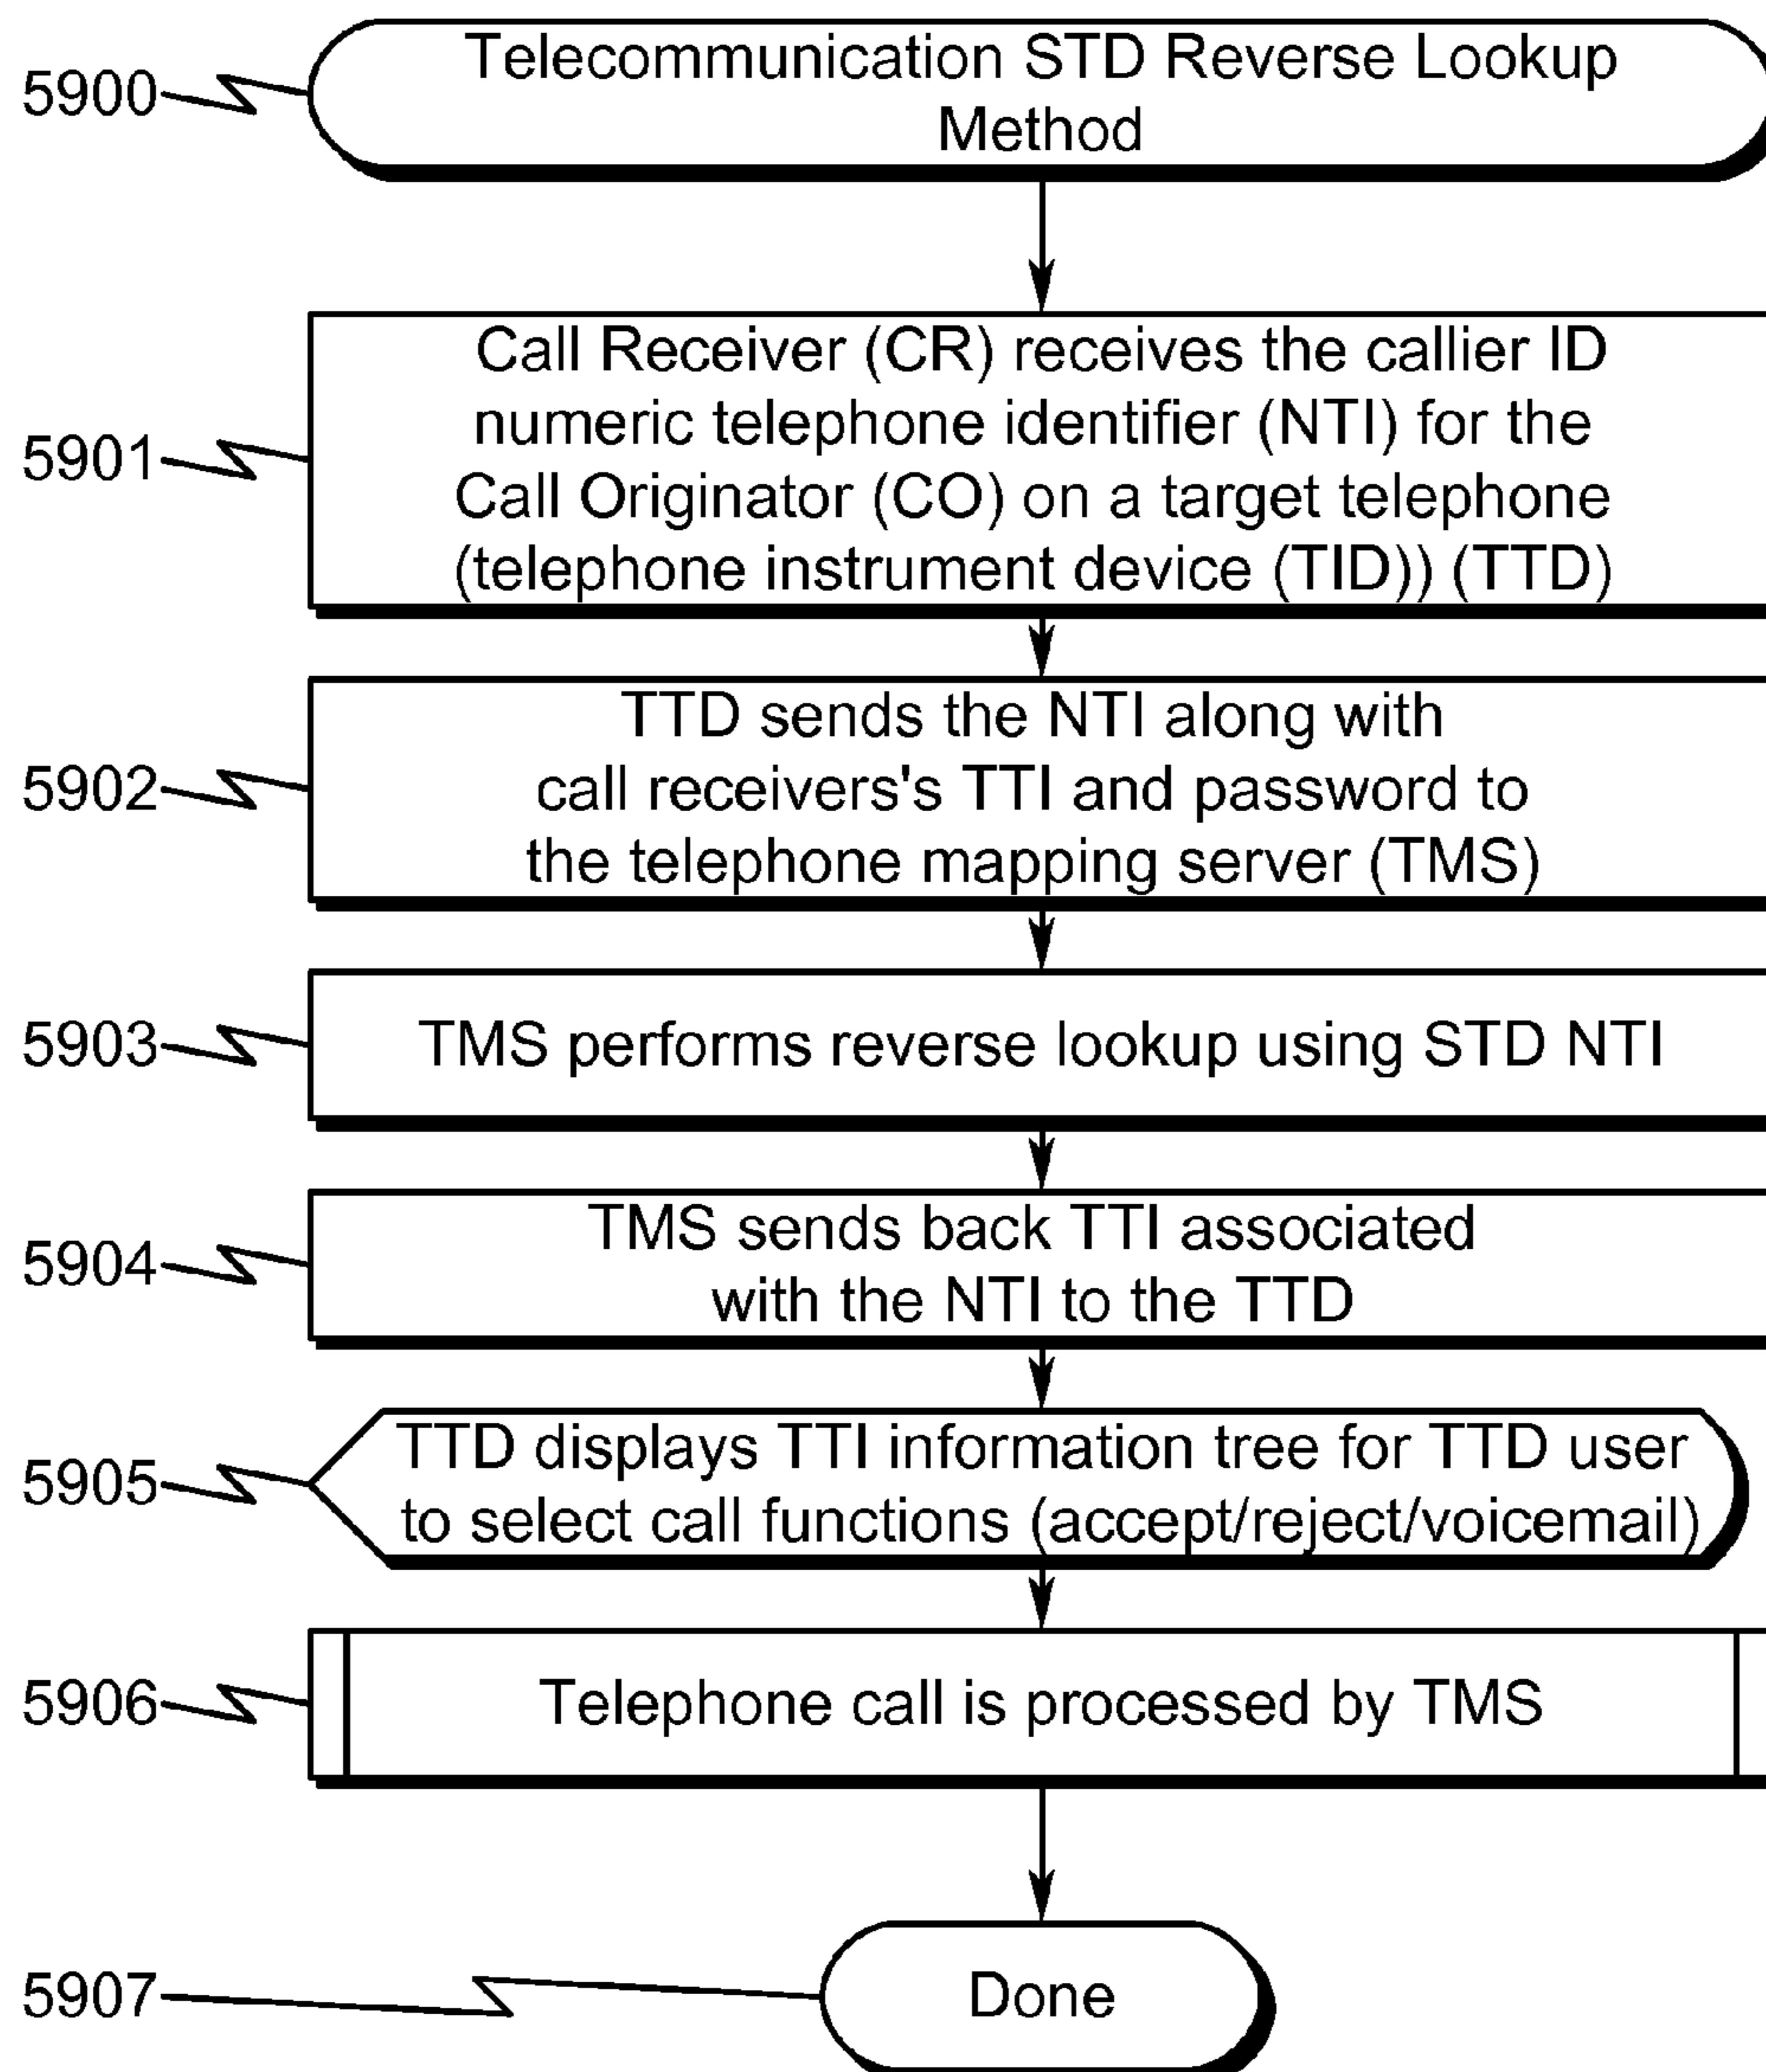 5900
Telecommunication STD Reverse Lookup
Method
5901
Call Receiver (CR) receives the callier ID
numeric telephone identifier (NTI) for the
Call Originator (CO) on a target telephone
(telephone instrument device (TID)) (TTD)
5902
TTD sends the NTI along with
call receivers's TTI and password to
the telephone mapping server (TMS)
5903
TMS performs reverse lookup using STD NTI
5904
TMS sends back TTI associated
with the NTI to the TTD
5905
TTD displays TTI information tree for TTD user
to select call functions (accept/reject/voicemail)
5906
Telephone call is processed by TMS
5907
Done